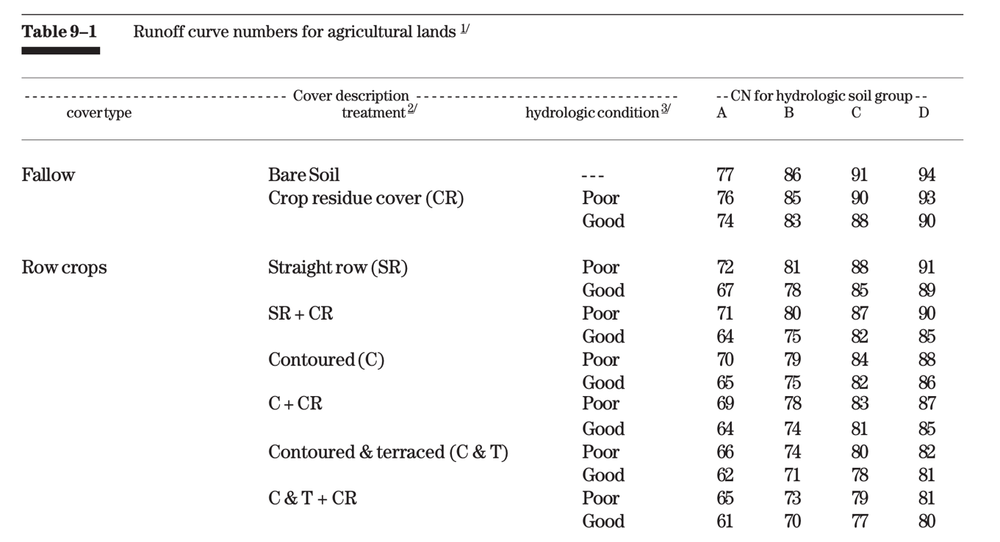 Table 9–1 Runoff curve numbers for agricultural lands 1/
--------------------------------- Cover description --------------------------------- --CN for hydrologic soil group--
cover type treatment 2/ hydrologic condition 3/ A B C D
Fallow Bare Soil --- 77 86 91 94
Crop residue cover (CR) Poor 76 85 90 93
Good 74 83 88 90
Row crops Straight row (SR) Poor 72 81 88 91
Good 67 78 85 89
SR + CR Poor 71 80 87 90
Good 64 75 82 85
Contoured (C) Poor 70 79 84 88
Good 65 75 82 86
C + CR Poor 69 78 83 87
Good 64 74 81 85
Contoured & terraced (C & T) Poor 66 74 80 82
Good 62 71 78 81
C & T + CR Poor 65 73 79 81
Good 61 70 77 80